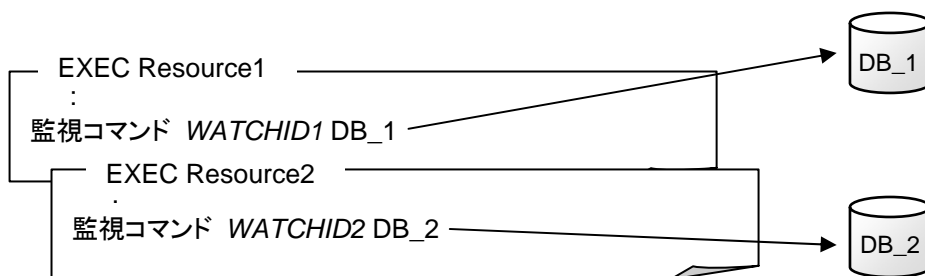 EXEC Resource1
:
監視コマンド WATCHID1 DB_1
DB_1
EXEC Resource2
:
監視コマンド WATCHID2 DB_2
DB_2